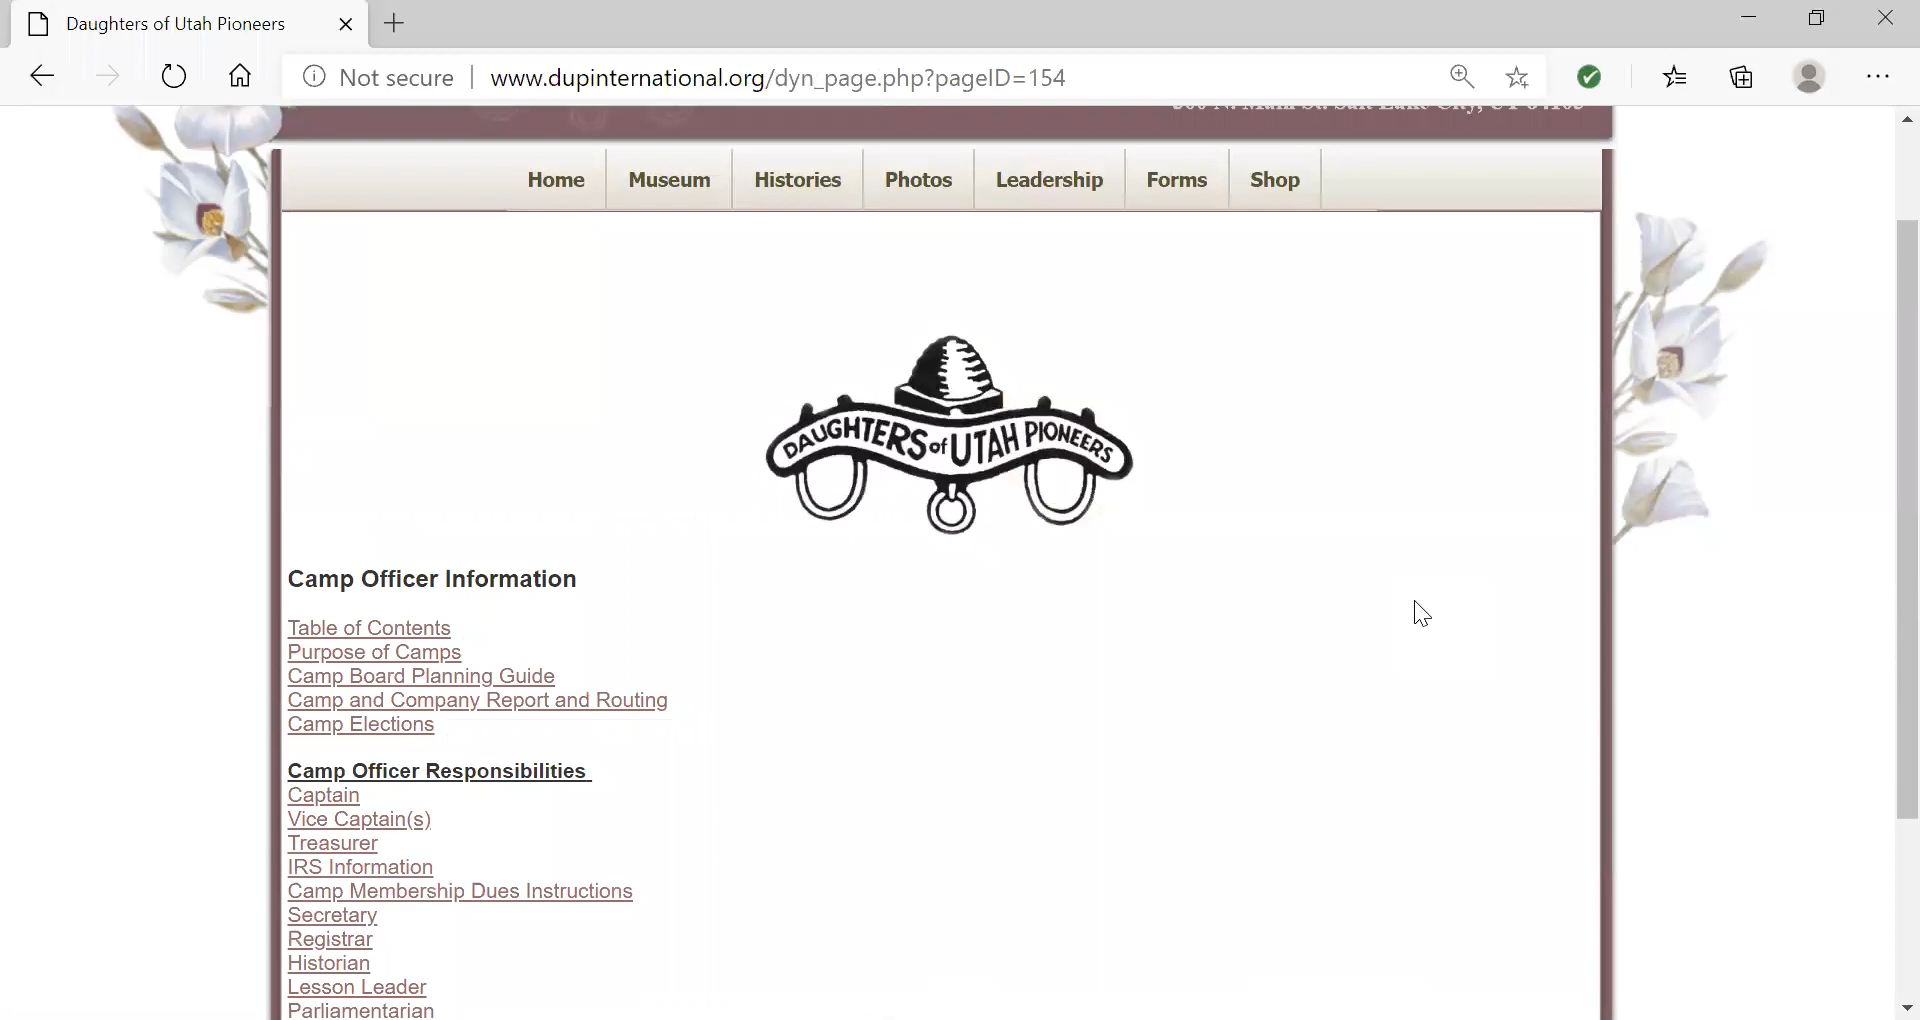 Daughters of Utah Pioneers
Not secure
www.dupinternational.org/dyn_page.php?pageID=154
Home Museum Histories Photos Leadership Forms Shop
DAUGHTERS of UTAH PIONEERS
Camp Officer Information
Table of Contents
Purpose of Camps
Camp Board Planning Guide
Camp and Company Report and Routing
Camp Elections
Camp Officer Responsibilities
Captain
Vice Captain(s)
Treasurer
IRS Information
Camp Membership Dues Instructions
Secretary
Registrar
Historian
Lesson Leader
Parliamentarian